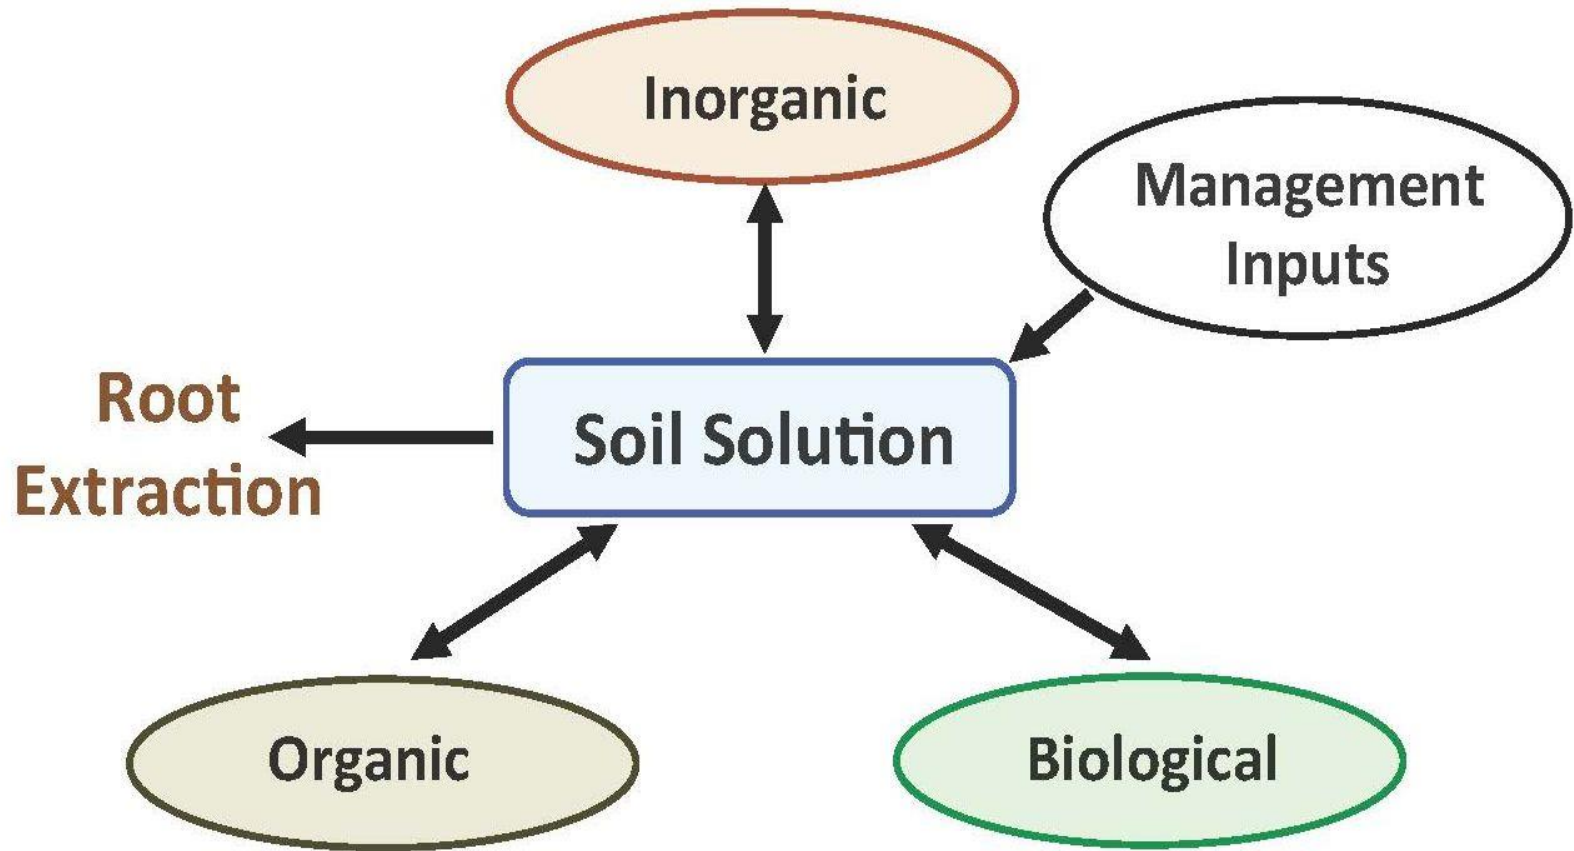 Inorganic
Management
Inputs
Root
Extraction
Soil Solution
Organic
Biological